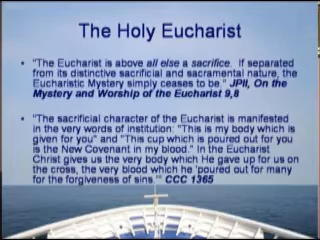 The Holy Eucharist
• "The Eucharist is above all else a sacrifice.  If separated
from its distinctive sacrificial and sacramental nature, the
Eucharistic Mystery simply ceases to be." JPII, On the
Mystery and Worship of the Eucharist 9,8
• "The sacrificial character of the Eucharist is manifested
in the very words of institution: "This is my body which is
given for you" and "This cup which is poured out for you
is the New Covenant in my blood." In the Eucharist
Christ gives us the very body which He gave up for us on
the cross, the very blood which he 'poured out for many
for the forgiveness of sins.'" CCC 1365